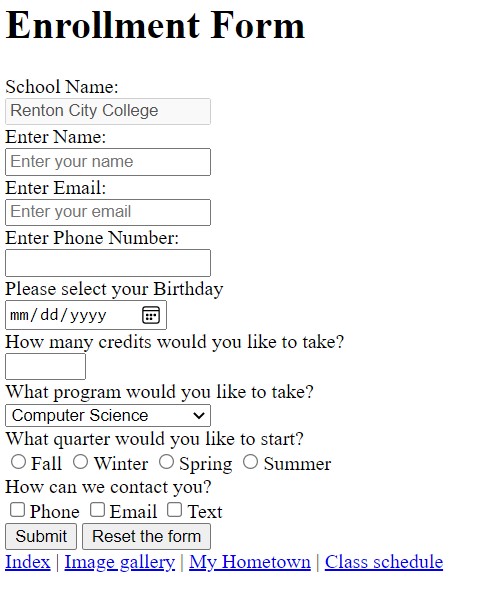 Enrollment Form
School Name:
Renton City College
Enter Name:
Enter your name
Enter Email:
Enter your email
Enter Phone Number:
Please select your Birthday
mm/dd/yyyy
How many credits would you like to take?
What program would you like to take?
Computer Science
What quarter would you like to start?
Fall Winter Spring Summer
How can we contact you?
Phone Email Text
Submit Reset the form
Index | Image gallery | My Hometown | Class schedule